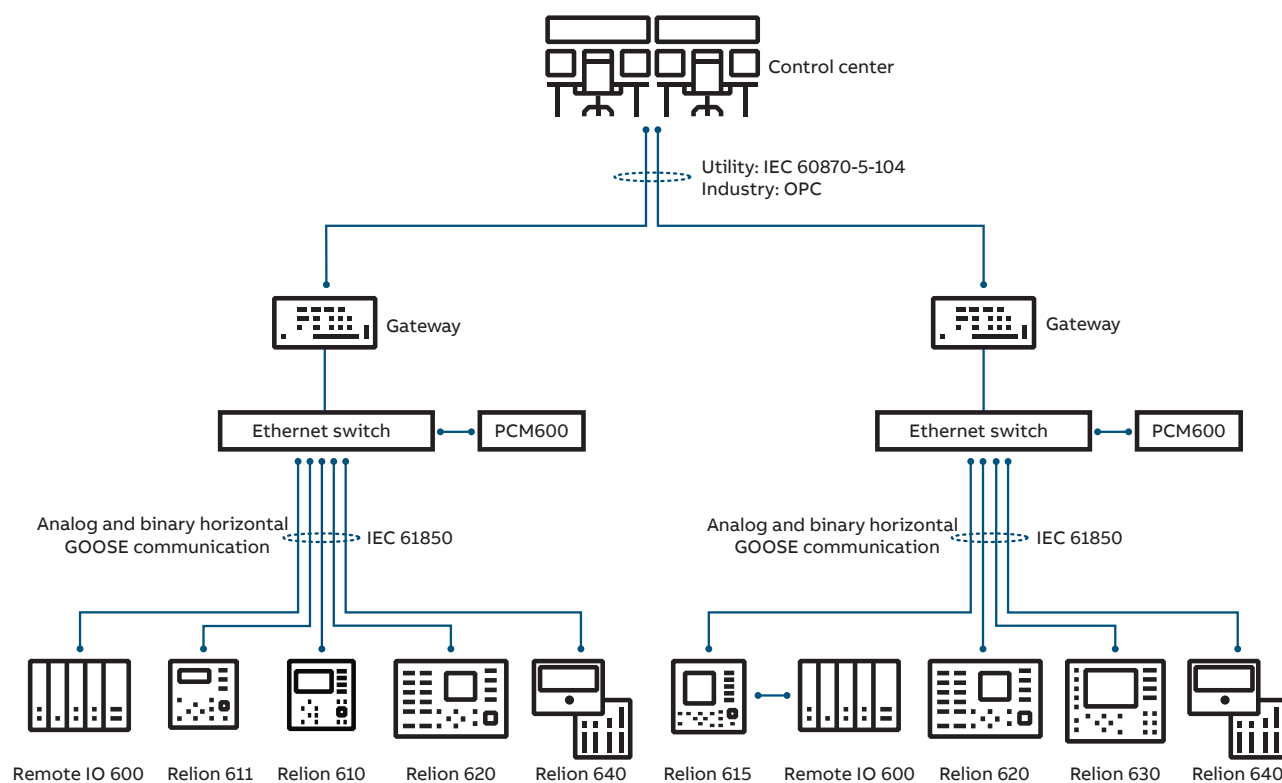 Control center
Utility: IEC 60870-5-104
Industry: OPC
Gateway
Gateway
Ethernet switch
PCM600
Ethernet switch
PCM600
Analog and binary horizontal
GOOSE communication
IEC 61850
Analog and binary horizontal
GOOSE communication
IEC 61850
Remote IO 600
Relion 611
Relion 610
Relion 620
Relion 640
Relion 615
Remote IO 600
Relion 620
Relion 630
Relion 640